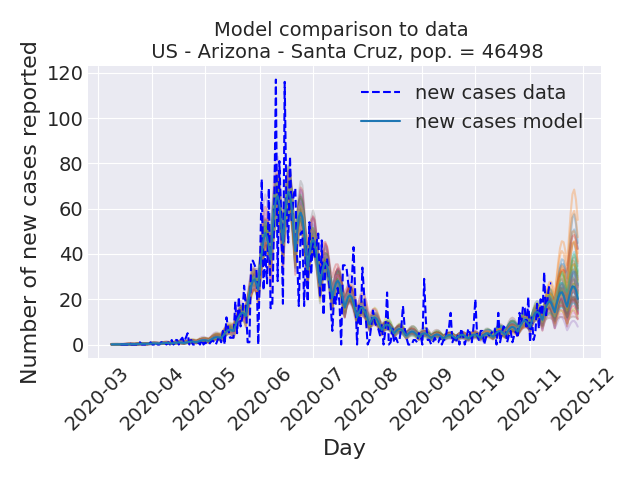 Model comparison to data
US - Arizona - Santa Cruz, pop. = 46498
Number of new cases reported
120
100
80
60
40
20
0
new cases data
new cases model
2020-03
2020-04
2020-05
2020-06
2020-07
2020-08
2020-09
2020-10
2020-11
2020-12
Day